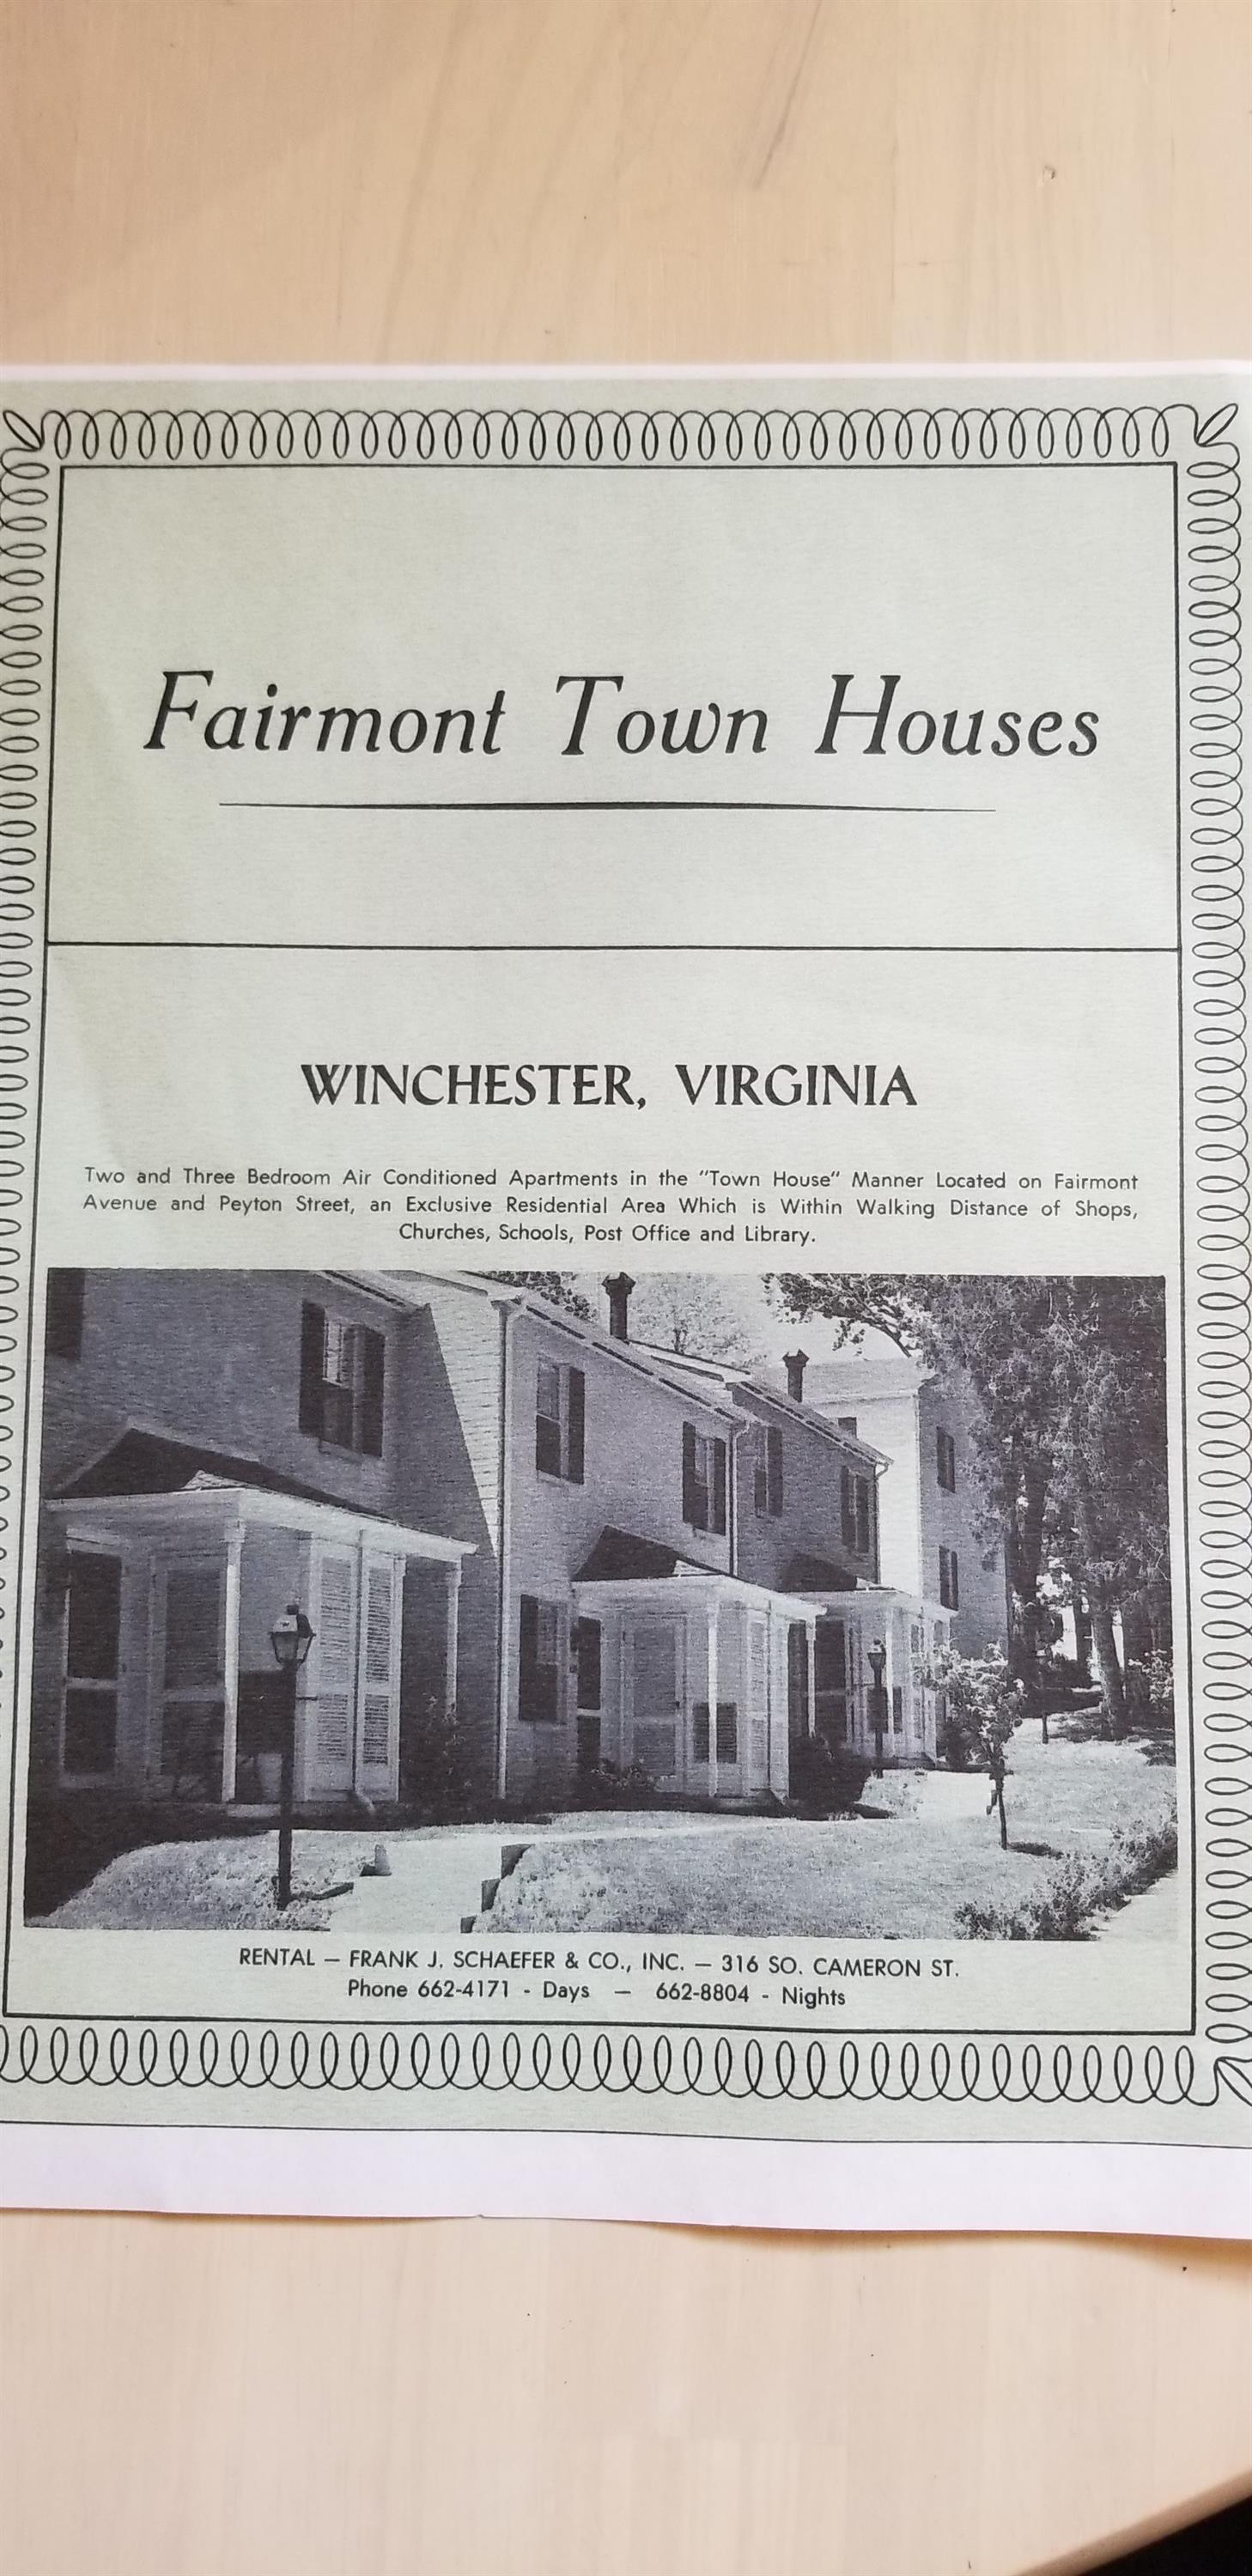 Fairmont Town Houses
WINCHESTER, VIRGINIA
Two and Three Bedroom Air Conditioned Apartments in the "Town House" Manner Located on Fairmont
Avenue and Peyton Street, an Exclusive Residential Area Which is Within Walking Distance of Shops,
Churches, Schools, Post Office and Library.
RENTAL — FRANK J. SCHAEFER & CO., INC. — 316 SO. CAMERON ST.
Phone 662-4171 - Days — 662-8804 - Nights